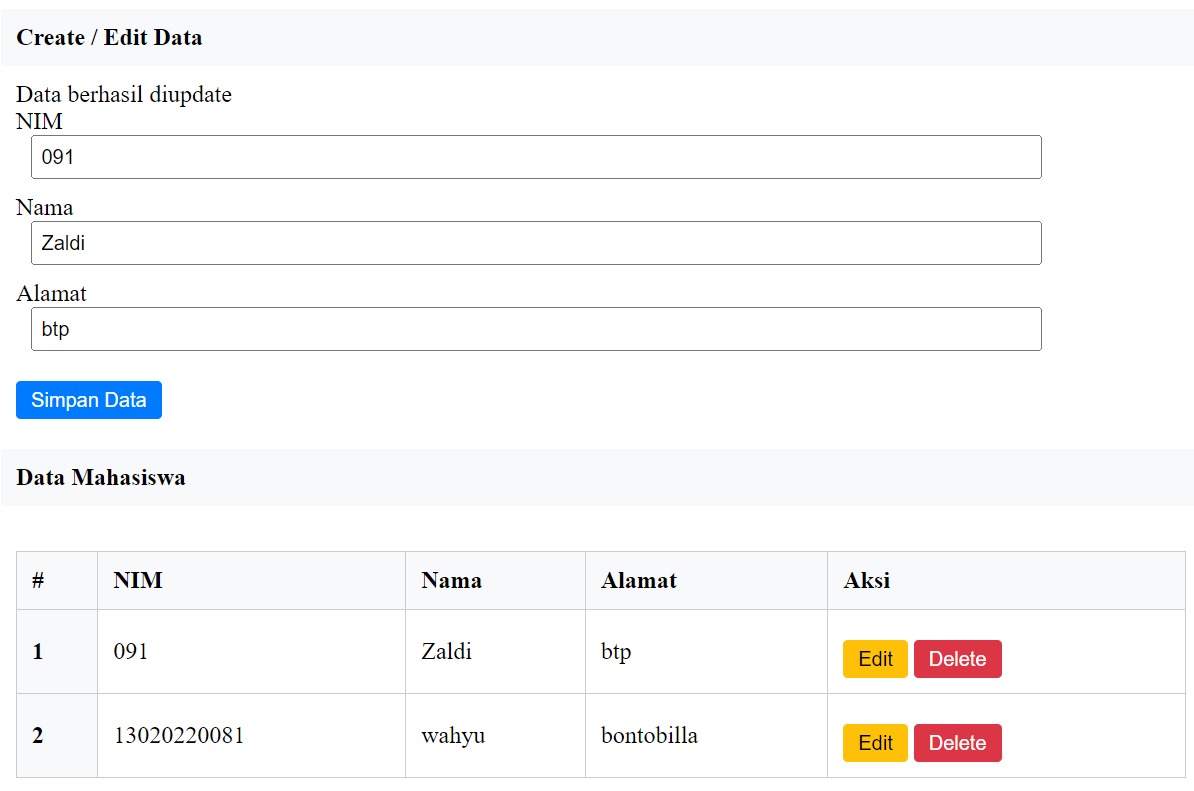 Create / Edit Data
Data berhasil diupdate
NIM
091
Nama
Zaldi
Alamat
btp
Simpan Data
Data Mahasiswa
# NIM Nama Alamat Aksi
1 091 Zaldi btp Edit Delete
2 13020220081 wahyu bontobilla Edit Delete